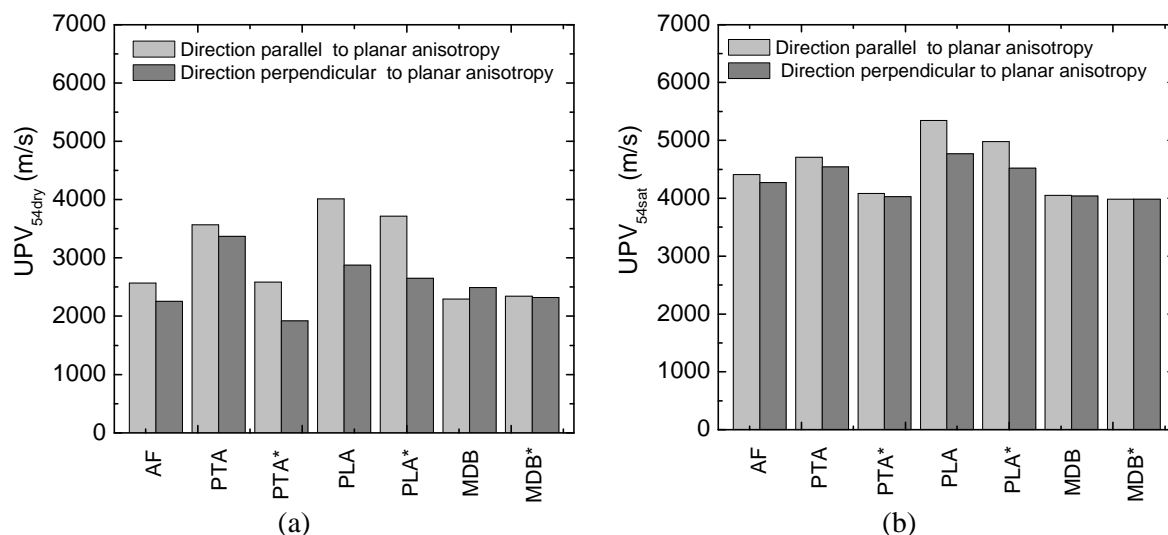 7000
6000
5000
4000
3000
2000
1000
0
UPV54dry (m/s)
Direction parallel to planar anisotropy
Direction perpendicular to planar anisotropy
AF
PTA
PTA*
PLA
PLA*
MDB
MDB*
(a)
7000
6000
5000
4000
3000
2000
1000
0
UPV54sat (m/s)
Direction parallel to planar anisotropy
Direction perpendicular to planar anisotropy
AF
PTA
PTA*
PLA
PLA*
MDB
MDB*
(b)